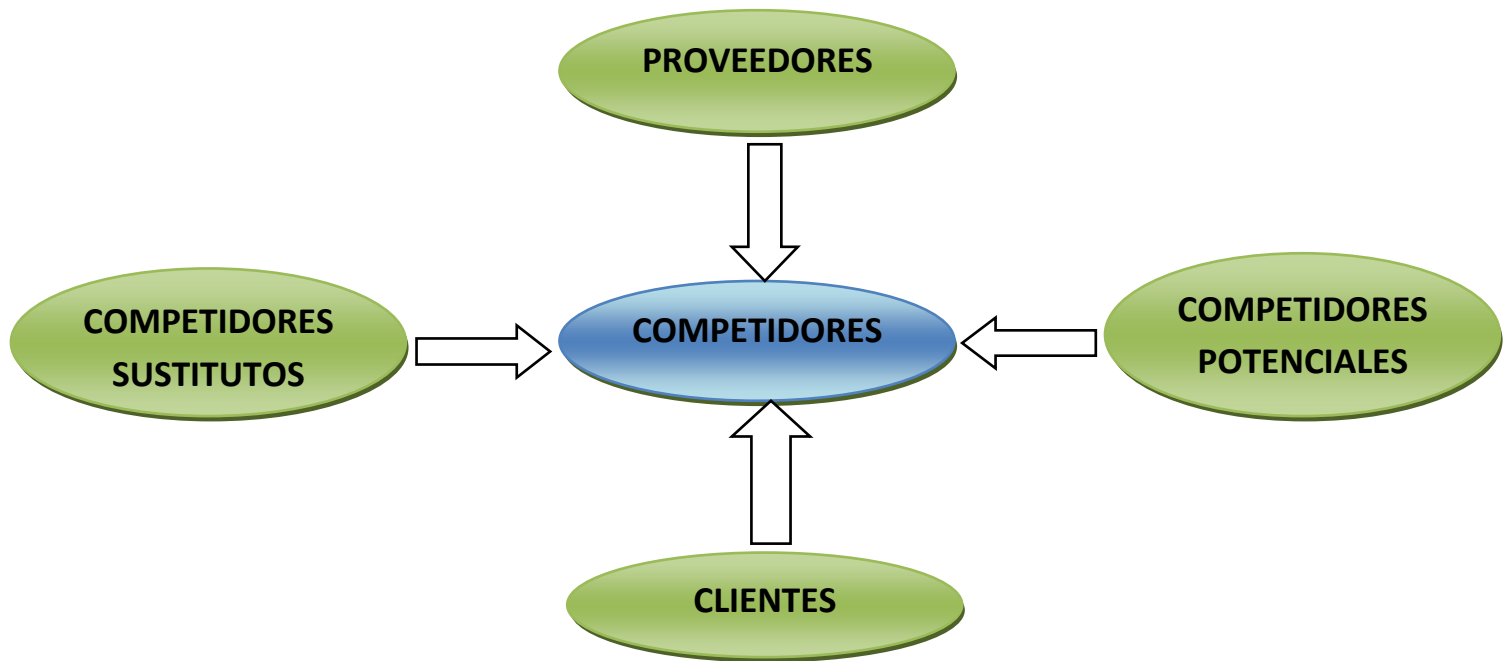 PROVEEDORES
COMPETIDORES
SUSTITUTOS
COMPETIDORES
COMPETIDORES
POTENCIALES
CLIENTES